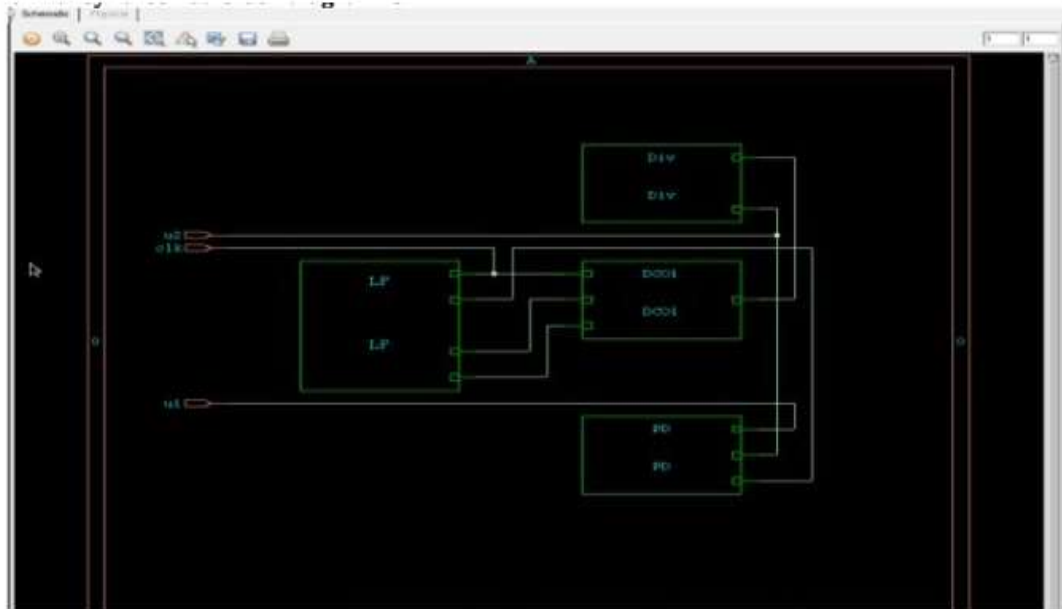 Schematic
A
Div
Div
u2
clk
LF
DCO1
DCO1
LF
u1
PD
PD